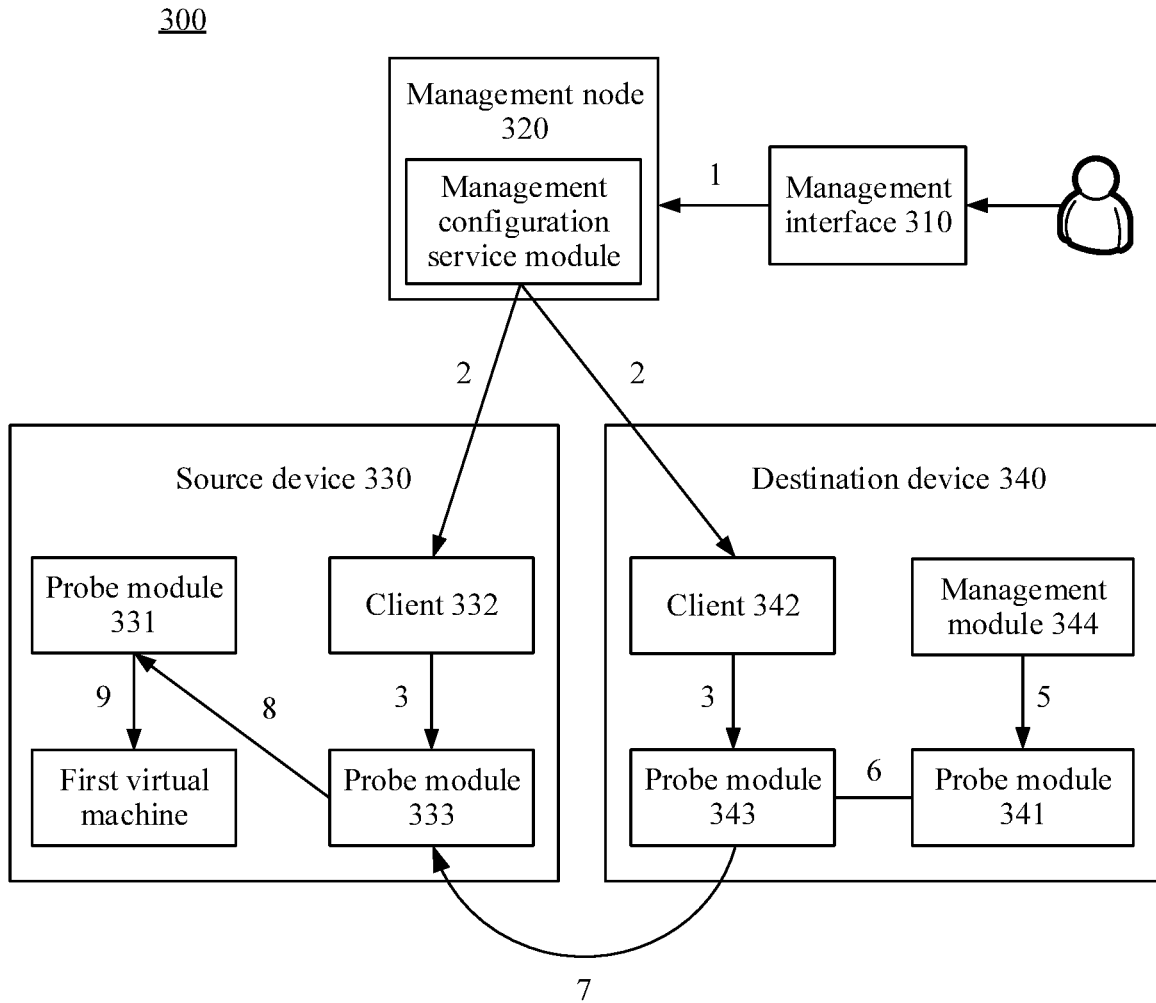 300
Management node
320
Management
configuration
service module
1
Management
interface 310
2
2
Source device 330
Probe module
331
Client 332
9
8
3
First virtual
machine
Probe module
333
Destination device 340
Client 342
Management
module 344
3
5
Probe module
343
6
Probe module
341
7